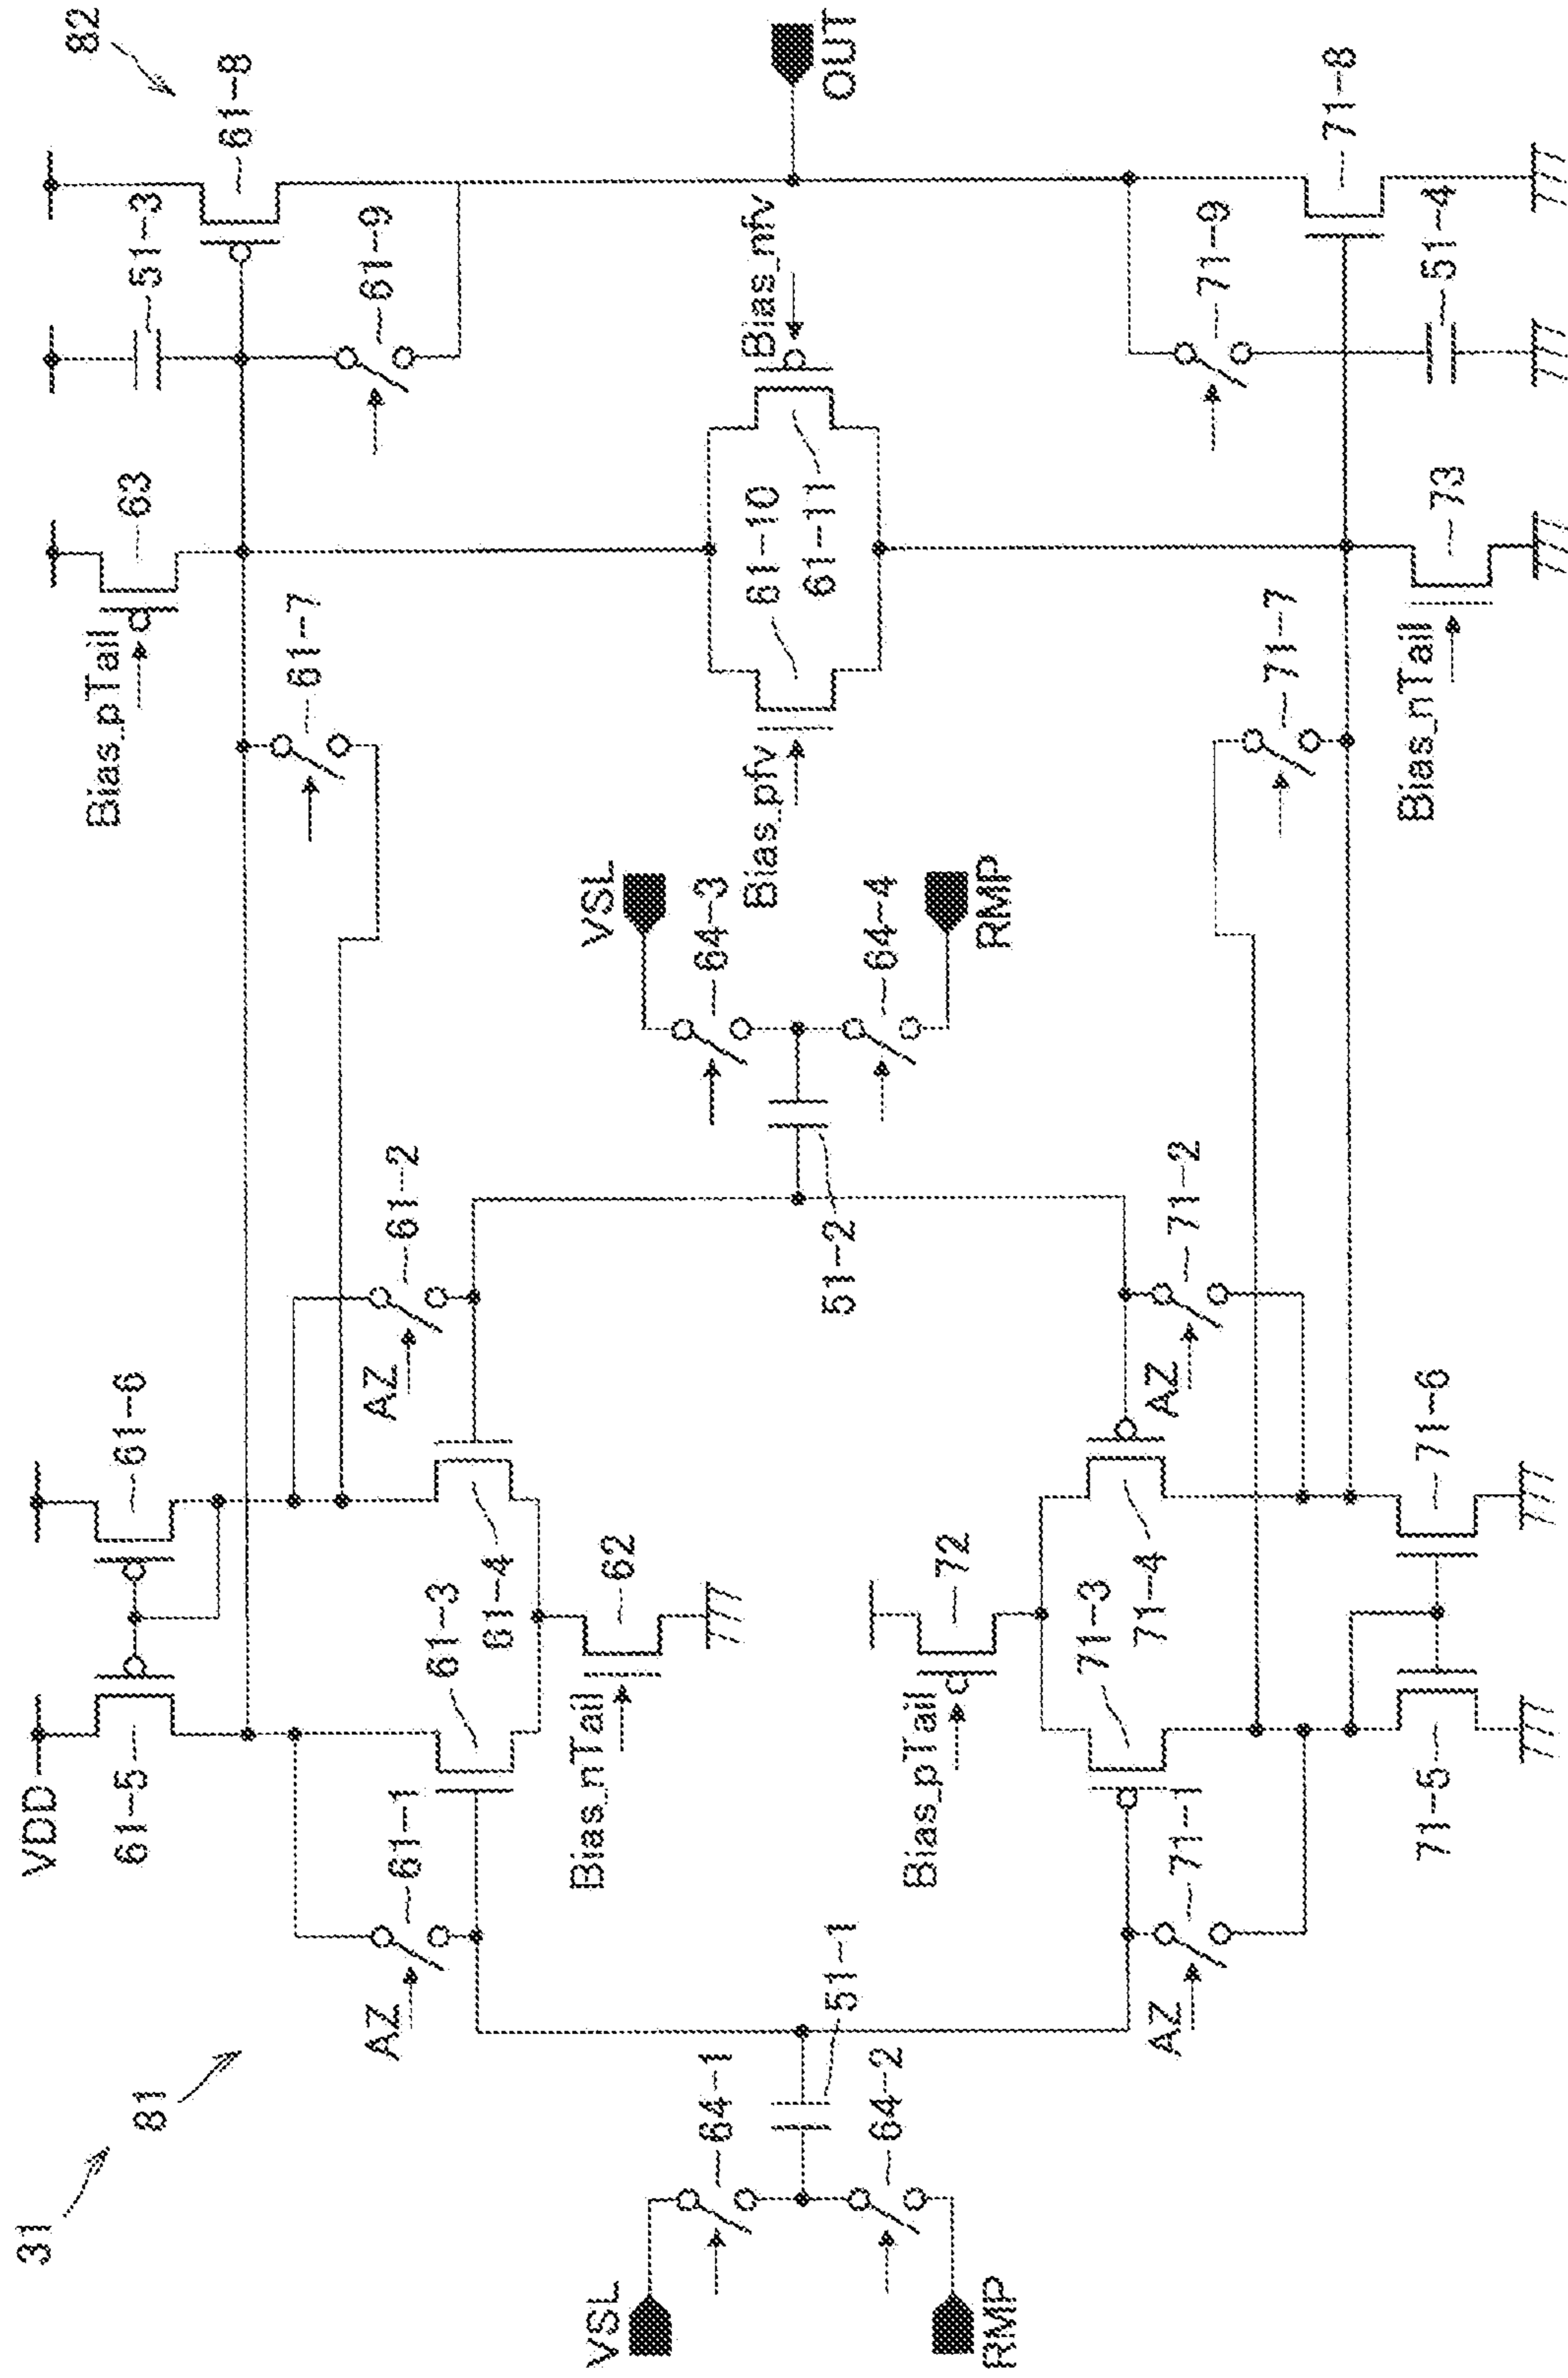 31
81
82
VDD
61-5
61-6
Bias_pTail
63
51-3
61-8
61-7
61-9
AZ
61-1
61-3
61-4
AZ
61-2
Bias_nTail
62
VSL
64-1
64-2
RMP
51-1
51-2
VSL
64-3
64-4
RMP
Bias_pfv
61-10
61-11
Bias_nfv
OUT
Bias_pTail
72
AZ
71-1
71-3
71-4
AZ
71-2
71-7
71-9
71-5
71-6
Bias_nTail
73
51-4
71-8